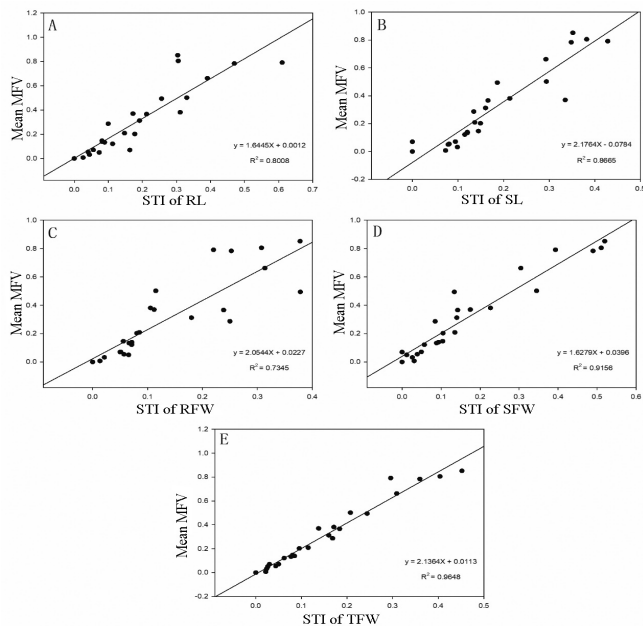 A
Mean MFV
1.2
1.0
0.8
0.6
0.4
0.2
0.0
y = 1.6445X + 0.0012
R² = 0.8008
0.0 0.1 0.2 0.3 0.4 0.5 0.6 0.7
STI of RL
B
Mean MFV
1.0
0.8
0.6
0.4
0.2
0.0
-0.2
y = 2.1764X - 0.0784
R² = 0.8665
0.0 0.1 0.2 0.3 0.4 0.5
STI of SL
C
Mean MFV
1.0
0.8
0.6
0.4
0.2
0.0
y = 2.0544X + 0.0227
R² = 0.7345
0.0 0.1 0.2 0.3 0.4
STI of RFW
D
Mean MFV
1.0
0.8
0.6
0.4
0.2
0.0
y = 1.6279X + 0.0396
R² = 0.9156
0.0 0.1 0.2 0.3 0.4 0.5 0.6
STI of SFW
E
Mean MFV
1.2
1.0
0.8
0.6
0.4
0.2
0.0
-0.2
y = 2.1364X + 0.0113
R² = 0.9648
0.0 0.1 0.2 0.3 0.4 0.5
STI of TFW